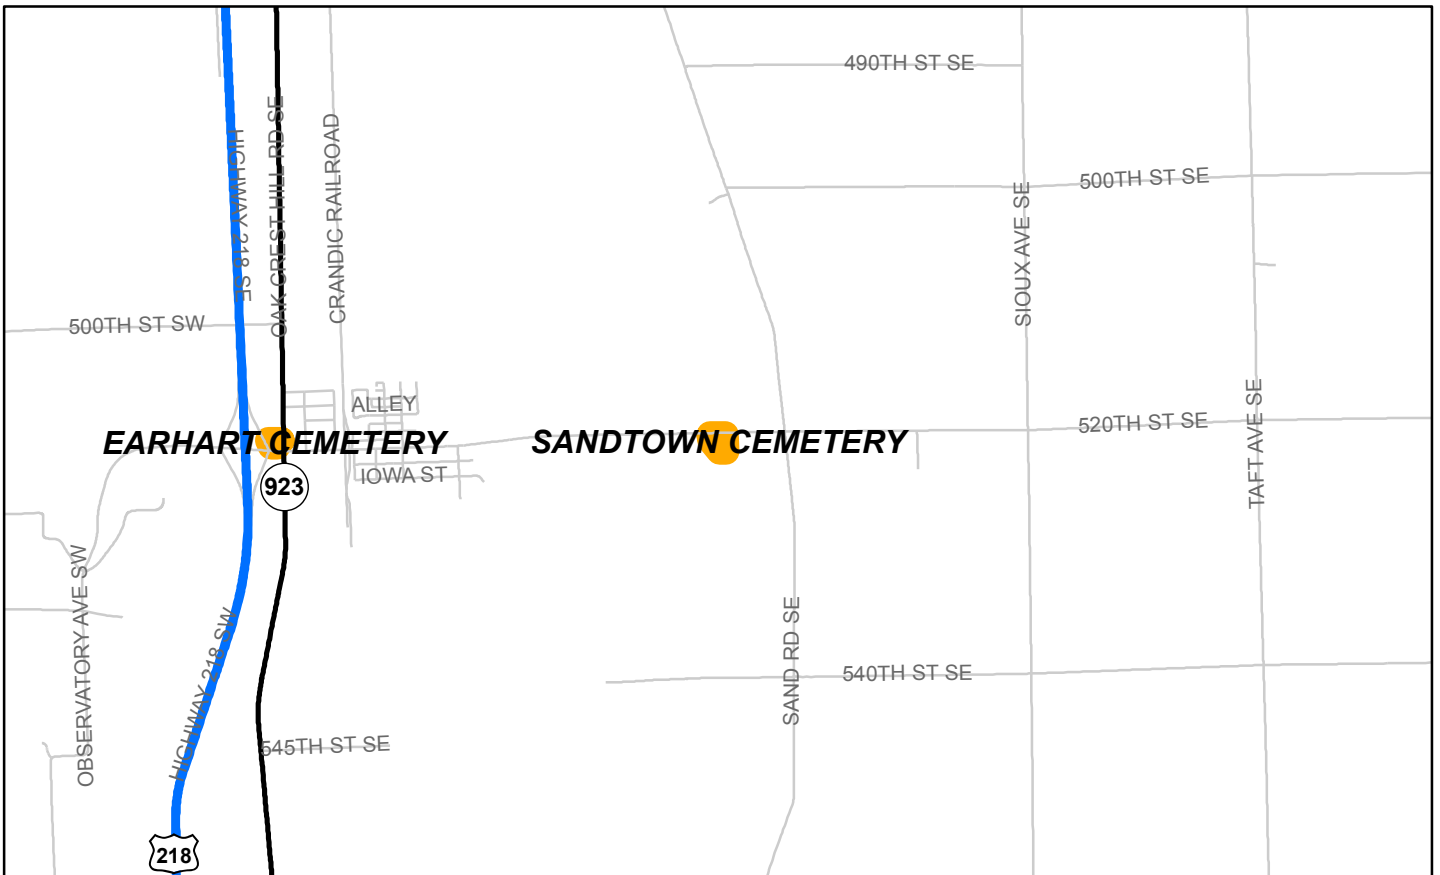 490TH ST SE
HIGHWAY 218 SE
OAK CREST HILL RD SE
CRANDIC RAILROAD
500TH ST SE
SIOUX AVE SE
500TH ST SW
ALLEY
TAFT AVE SE
520TH ST SE
EARHART CEMETERY
SANDTOWN CEMETERY
IOWA ST
923
OBSERVATORY AVE SW
HIGHWAY 218 SW
SAND RD SE
540TH ST SE
545TH ST SE
218